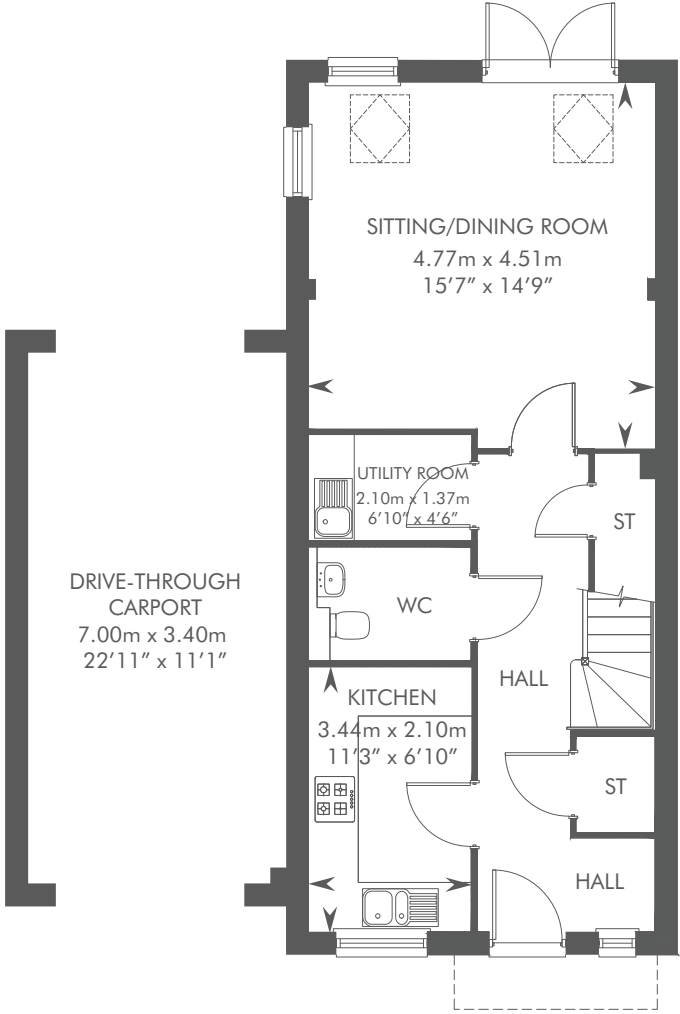 SITTING/DINING ROOM
4.77m x 4.51m
15’7” x 14’9”
UTILITY ROOM
2.10m x 1.37m
6’10” x 4’6”
ST
DRIVE-THROUGH
CARPORT
7.00m x 3.40m
22’11” x 11’1”
WC
HALL
KITCHEN
3.44m x 2.10m
11’3” x 6’10”
ST
HALL